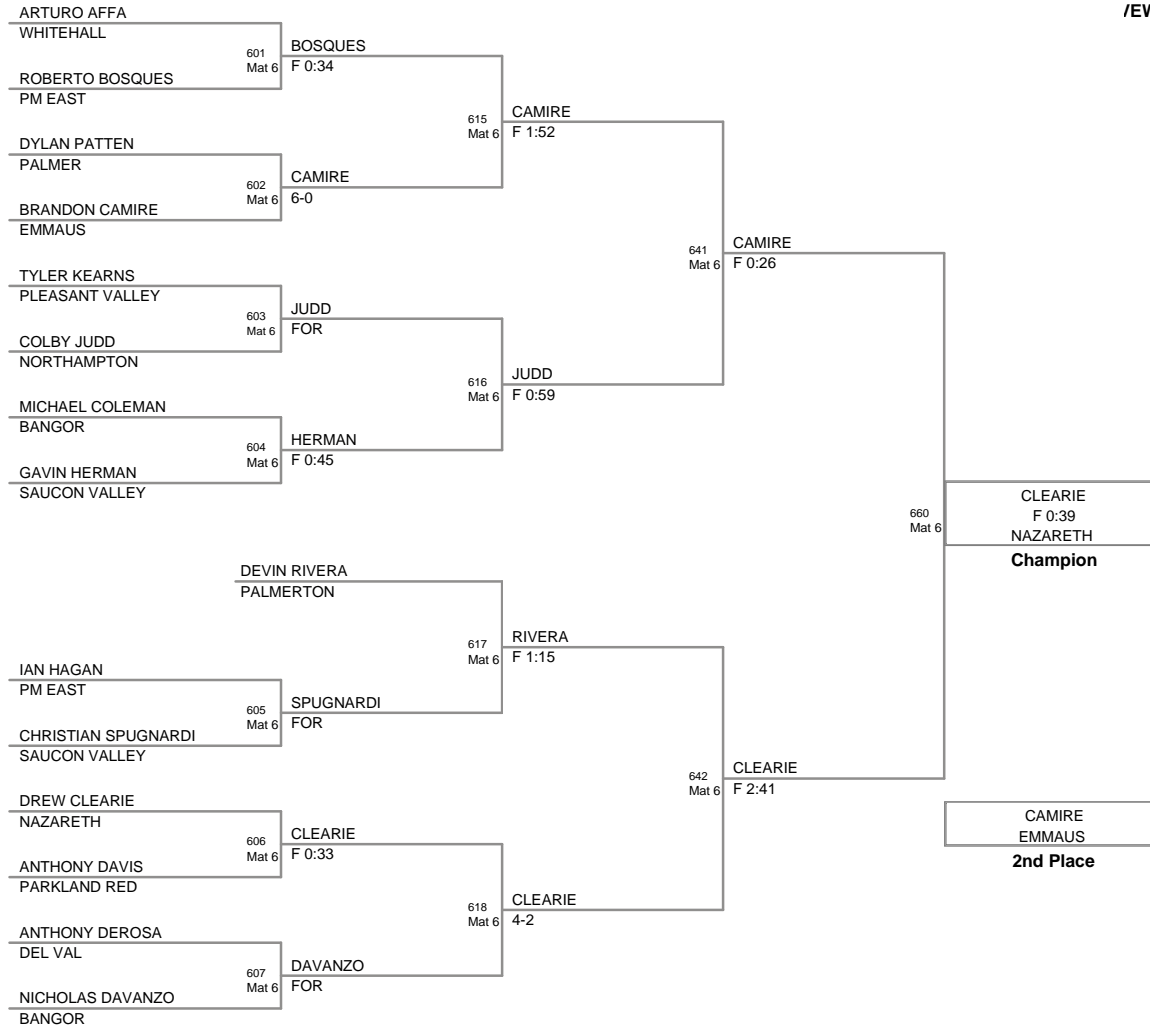 ARTURO AFFA
WHITEHALL
601
Mat 6
BOSQUES
F 0:34
ROBERTO BOSQUES
PM EAST
615
Mat 6
CAMIRE
F 1:52
DYLAN PATTEN
PALMER
602
Mat 6
CAMIRE
6-0
BRANDON CAMIRE
EMMAUS
641
Mat 6
CAMIRE
F 0:26
TYLER KEARNS
PLEASANT VALLEY
603
Mat 6
JUDD
FOR
COLBY JUDD
NORTHAMPTON
616
Mat 6
JUDD
F 0:59
MICHAEL COLEMAN
BANGOR
604
Mat 6
HERMAN
F 0:45
GAVIN HERMAN
SAUCON VALLEY
660
Mat 6
CLEARIE
F 0:39
NAZARETH
Champion
DEVIN RIVERA
PALMERTON
617
Mat 6
RIVERA
F 1:15
IAN HAGAN
PM EAST
605
Mat 6
SPUGNARDI
FOR
CHRISTIAN SPUGNARDI
SAUCON VALLEY
642
Mat 6
CLEARIE
F 2:41
DREW CLEARIE
NAZARETH
606
Mat 6
CLEARIE
F 0:33
ANTHONY DAVIS
PARKLAND RED
618
Mat 6
CLEARIE
4-2
ANTHONY DEROSA
DEL VAL
607
Mat 6
DAVANZO
FOR
NICHOLAS DAVANZO
BANGOR
CAMIRE
EMMAUS
2nd Place